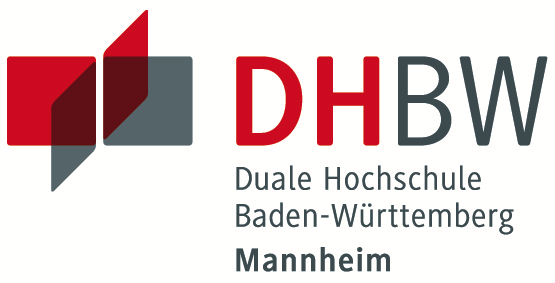 DHBW
Duale Hochschule
Baden-Württemberg
Mannheim